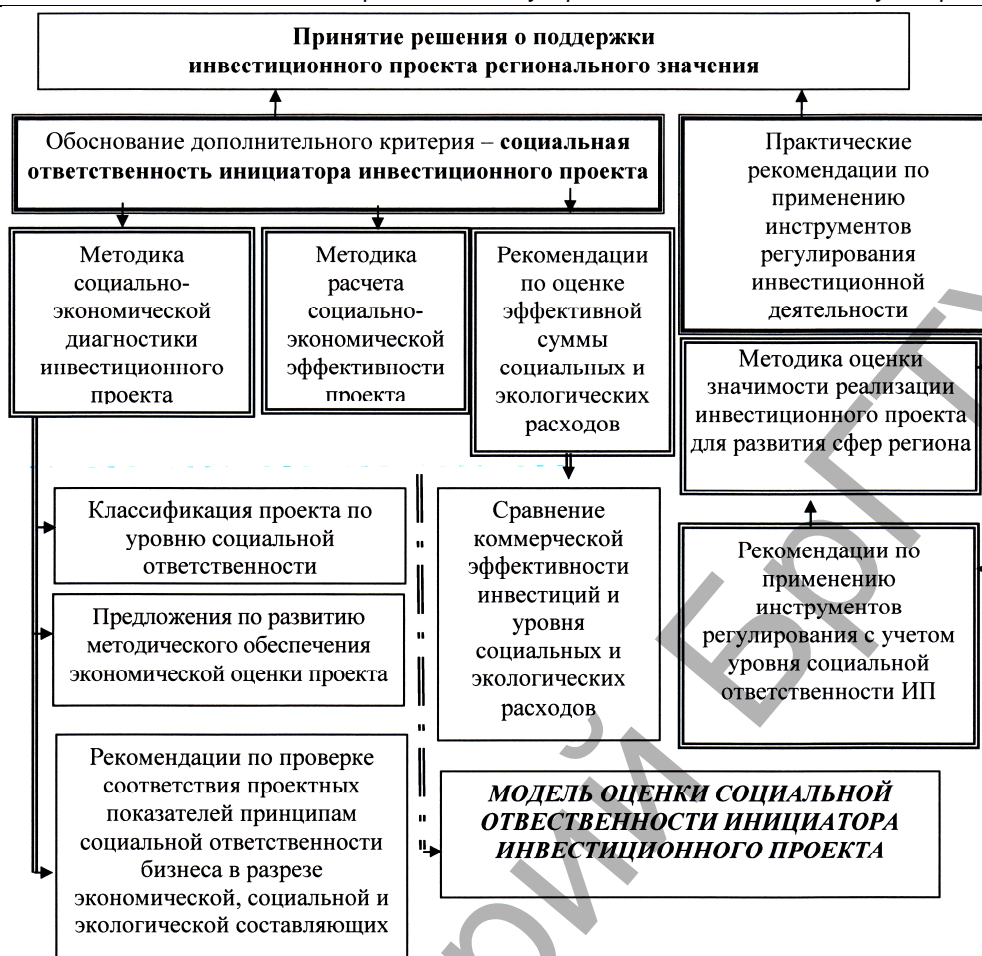 Принятие решения о поддержки
инвестиционного проекта регионального значения
Обоснование дополнительного критерия – социальная
ответственность инициатора инвестиционного проекта
Практические
рекомендации по
применению
инструментов
регулирования
инвестиционной
деятельности
Методика
социально-
экономической
диагностики
инвестиционного
проекта
Методика
расчета
социально-
экономической
эффективности
проекта
Рекомендации
по оценке
эффективной
суммы
социальных и
экологических
расходов
Методика оценки
значимости реализации
инвестиционного проекта
для развития сфер региона
Классификация проекта по
уровню социальной
ответственности
Предложения по развитию
методического обеспечения
экономической оценки проекта
Рекомендации по проверке
соответствия проектных
показателей принципам
социальной ответственности
бизнеса в разрезе
экономической, социальной и
экологической составляющих
Сравнение
коммерческой
эффективности
инвестиций и
уровня
социальных и
экологических
расходов
Рекомендации по
применению
инструментов
регулирования с учетом
уровня социальной
ответственности ИП
МОДЕЛЬ ОЦЕНКИ СОЦИАЛЬНОЙ
ОТВЕСТВЕННОСТИ ИНИЦИАТОРА
ИНВЕСТИЦИОННОГО ПРОЕКТА